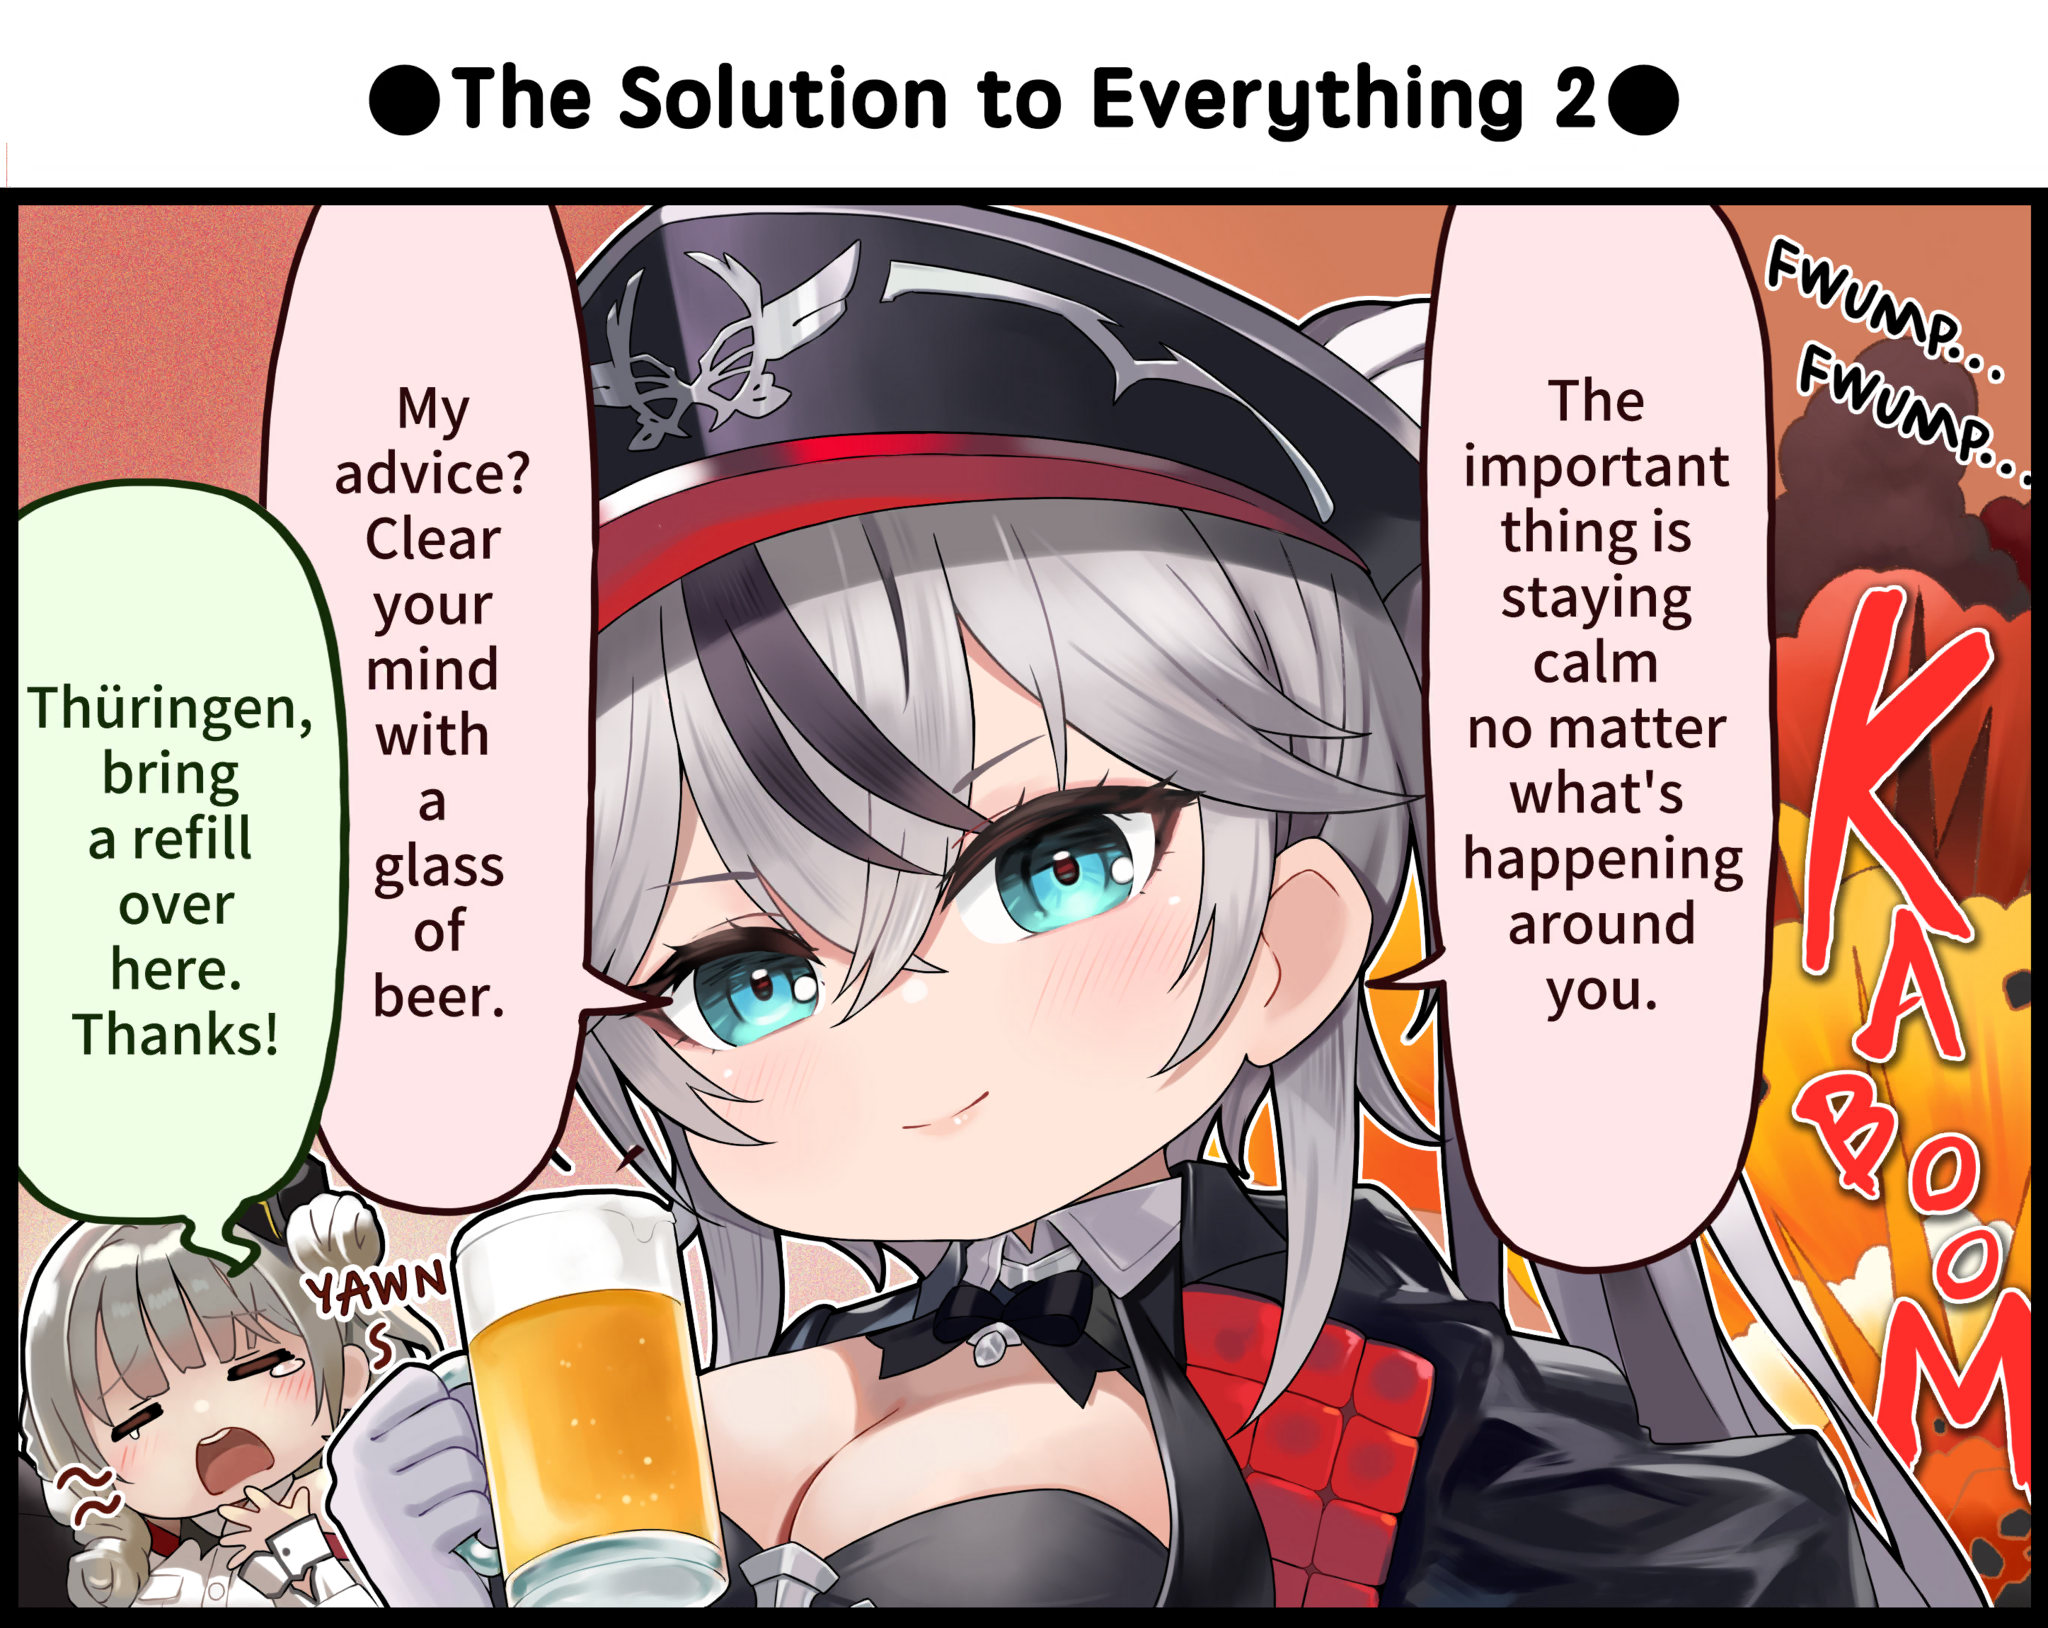 ●The Solution to Everything 2●
FWUMP...
FWUMP...
KABOOM
The
important
thing is
staying
calm
no matter
what's
happening
around
you.
My
advice?
Clear
your
mind
with
a
glass
of
beer.
Thüringen,
bring
a refill
over
here.
Thanks!
YAWN